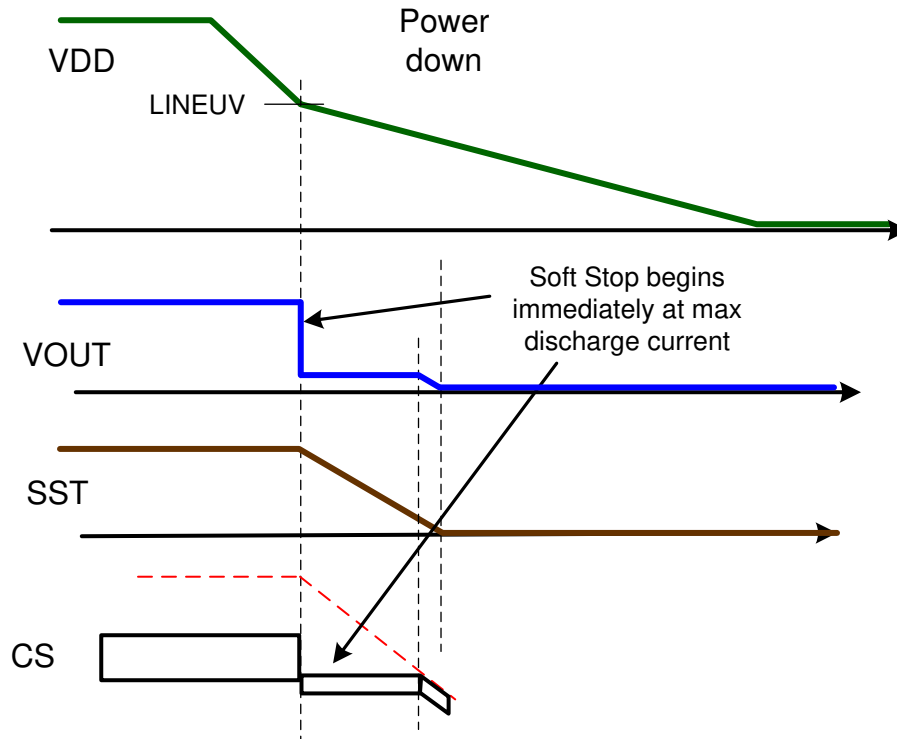 Power
down
VDD
LINEUV
Soft Stop begins
immediately at max
discharge current
VOUT
SST
CS